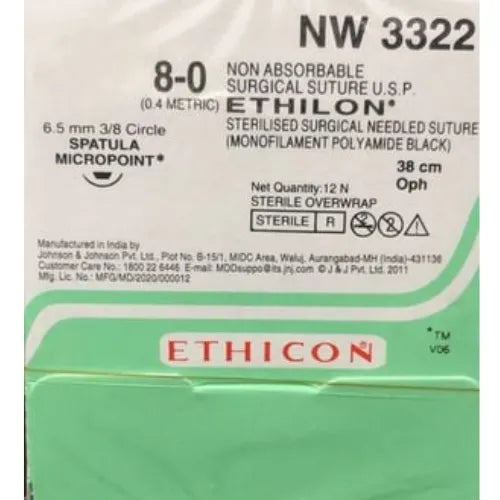 NW 3322
8-0
(0.4 METRIC)
NON ABSORBABLE
SURGICAL SUTURE U.S.P.
ETHILON*
STERILISED SURGICAL NEEDLED SUTURE
(MONOFILAMENT POLYAMIDE BLACK)
6.5 mm 3/8 Circle
SPATULA
MICROPOINT*
38 cm
Oph
Net Quantity:12 N
STERILE OVERWRAP
STERILE R
Manufactured in India by
Johnson & Johnson Pvt. Ltd., Plot No. B-15/1, MIDC Area, Waluj, Aurangabad-MH (India)-431136
Customer Care No.: 1800 22 6446 E-mail: MDDsuppo@its.jnj.com © J & J Pvt. Ltd. 2011
Mfg. Lic. No.: MFG/MD/2020/000012
ETHICON®
*TM
V06